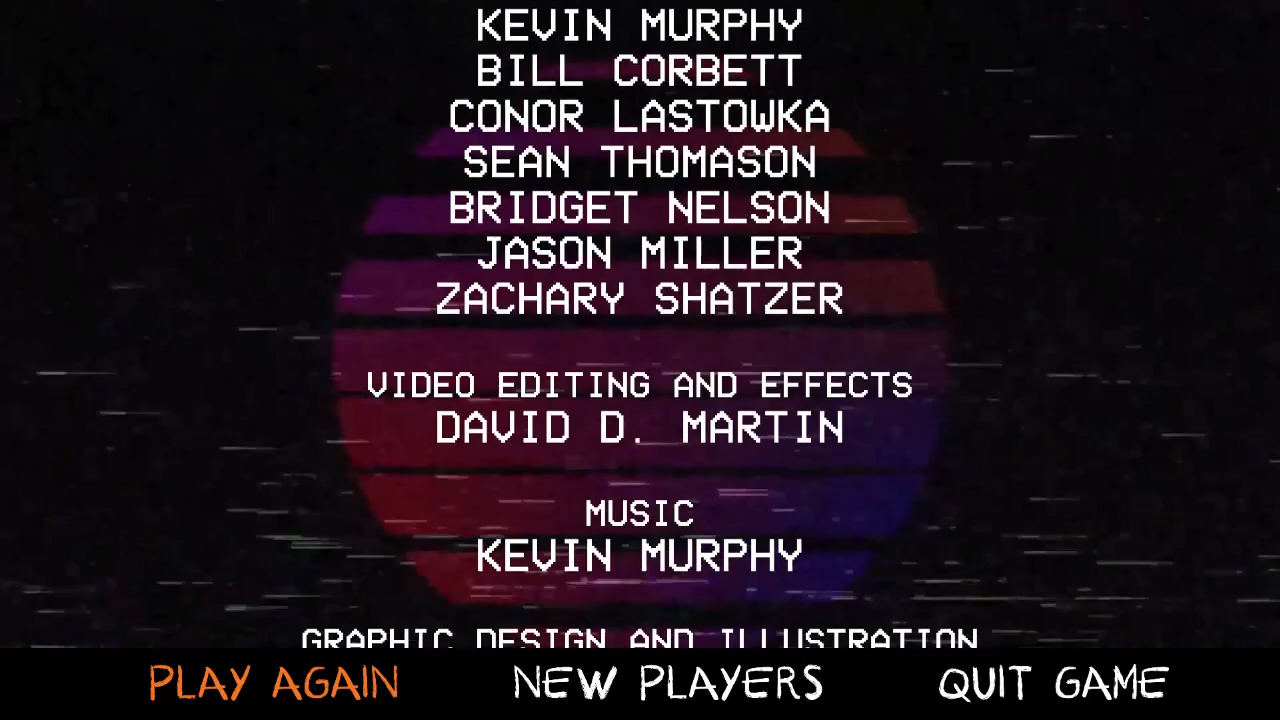 KEVIN MURPHY
BILL CORBETT
CONOR LASTOWKA
SEAN THOMASON
BRIDGET NELSON
JASON MILLER
ZACHARY SHATZER
VIDEO EDITING AND EFFECTS
DAVID D. MARTIN
MUSIC
KEVIN MURPHY
GRAPHIC DESIGN AND ILLUSTRATION
PLAY AGAIN NEW PLAYERS QUIT GAME